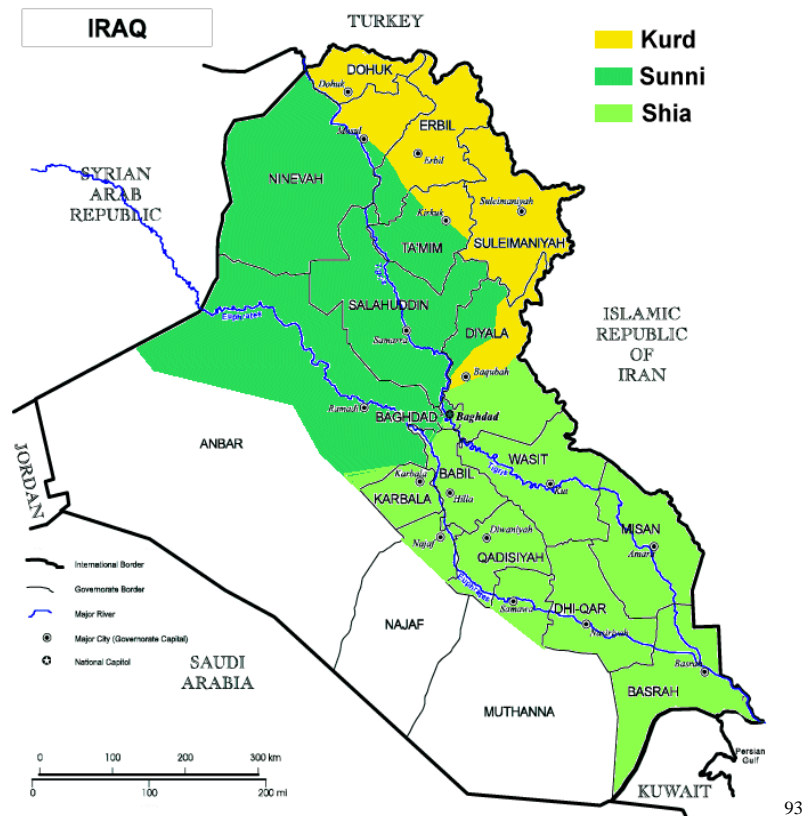 TURKEY
IRAQ
Kurd
Sunni
Shia
DOHUK
Dohuk
ERBIL
Mosul
Erbil
SYRIAN
ARAB
REPUBLIC
NINEVAH
Suleimaniyah
Kirkuk
TA'MIM
SULEIMANIYAH
Tigris
SALAHUDDIN
ISLAMIC
REPUBLIC
OF
IRAN
Euphrates
DIYALA
Samarra
Baqubah
Ramadi
BAGHDAD
Baghdad
ANBAR
WASIT
Tigris
JORDAN
Karbala
BABIL
Kut
KARBALA
Hilla
MISAN
Najaf
Diwaniyah
Amara
QADISIYAH
International Border
Euphrates
Governorate Border
Samawa
DHI-QAR
Major River
NAJAF
Nasiriyah
Major City (Governorate Capital)
National Capitol
SAUDI
ARABIA
Basrah
BASRAH
MUTHANNA
Persian
Gulf
0 100 200 300 km
KUWAIT
0 100 200 mi
93